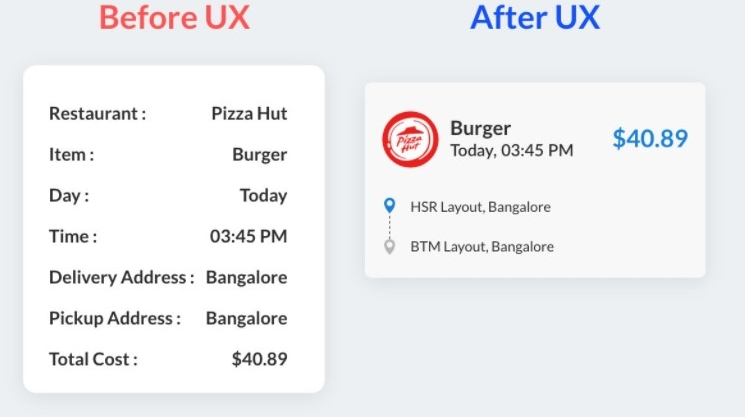 Before UX
Restaurant : Pizza Hut
Item : Burger
Day : Today
Time : 03:45 PM
Delivery Address : Bangalore
Pickup Address : Bangalore
Total Cost : $40.89
After UX
Pizza Hut
Burger
Today, 03:45 PM
$40.89
HSR Layout, Bangalore
BTM Layout, Bangalore